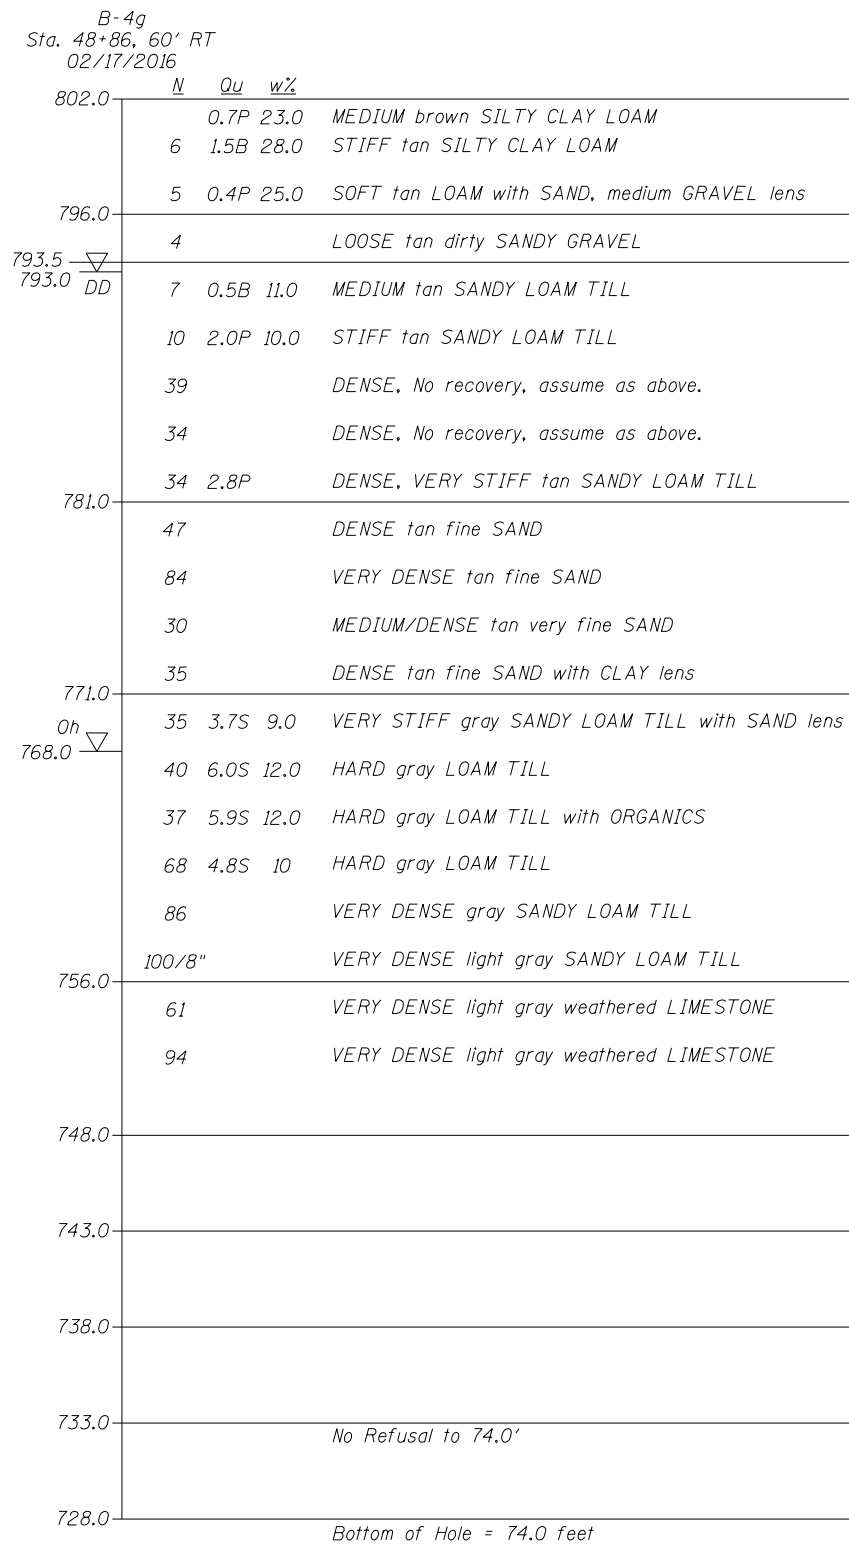 B-4g
Sta. 48+86, 60' RT
02/17/2016
N Qu w%
802.0
0.7P 23.0 MEDIUM brown SILTY CLAY LOAM
6 1.5B 28.0 STIFF tan SILTY CLAY LOAM
5 0.4P 25.0 SOFT tan LOAM with SAND, medium GRAVEL lens
796.0
4 LOOSE tan dirty SANDY GRAVEL
793.5
793.0 DD
7 0.5B 11.0 MEDIUM tan SANDY LOAM TILL
10 2.0P 10.0 STIFF tan SANDY LOAM TILL
39 DENSE, No recovery, assume as above.
34 DENSE, No recovery, assume as above.
34 2.8P DENSE, VERY STIFF tan SANDY LOAM TILL
781.0
47 DENSE tan fine SAND
84 VERY DENSE tan fine SAND
30 MEDIUM/DENSE tan very fine SAND
35 DENSE tan fine SAND with CLAY lens
771.0
0h 35 3.7S 9.0 VERY STIFF gray SANDY LOAM TILL with SAND lens
768.0
40 6.0S 12.0 HARD gray LOAM TILL
37 5.9S 12.0 HARD gray LOAM TILL with ORGANICS
68 4.8S 10 HARD gray LOAM TILL
86 VERY DENSE gray SANDY LOAM TILL
100/8" VERY DENSE light gray SANDY LOAM TILL
756.0
61 VERY DENSE light gray weathered LIMESTONE
94 VERY DENSE light gray weathered LIMESTONE
748.0
743.0
738.0
733.0
No Refusal to 74.0'
728.0
Bottom of Hole = 74.0 feet